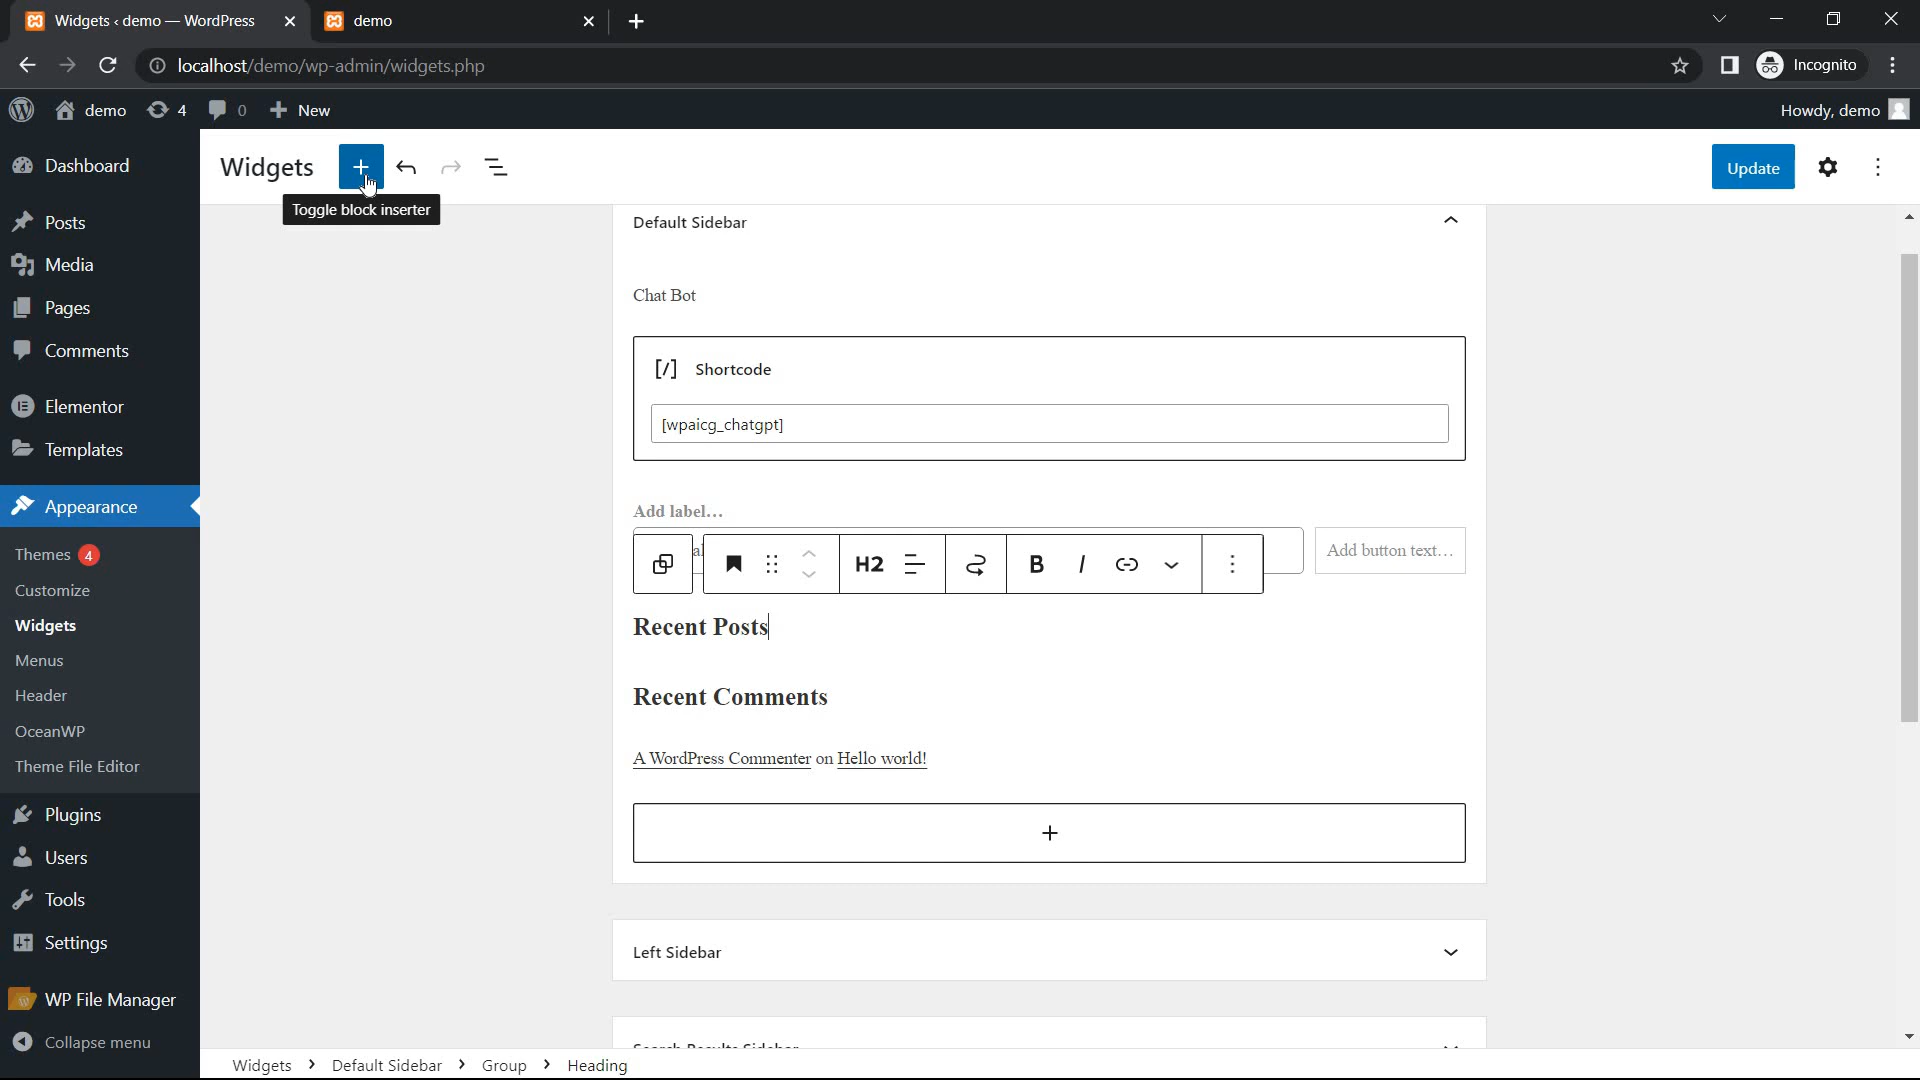 Widgets ‹ demo — WordPress
demo
localhost/demo/wp-admin/widgets.php
Incognito
demo
4
0
New
Howdy, demo
Dashboard
Posts
Media
Pages
Comments
Elementor
Templates
Appearance
Themes 4
Customize
Widgets
Menus
Header
OceanWP
Theme File Editor
Plugins
Users
Tools
Settings
WP File Manager
Collapse menu
Widgets
Toggle block inserter
Update
Default Sidebar
Chat Bot
[/] Shortcode
[wpaicg_chatgpt]
Add label...
Add button text...
H2
B
I
Recent Posts
Recent Comments
A WordPress Commenter on Hello world!
Left Sidebar
Widgets > Default Sidebar > Group > Heading